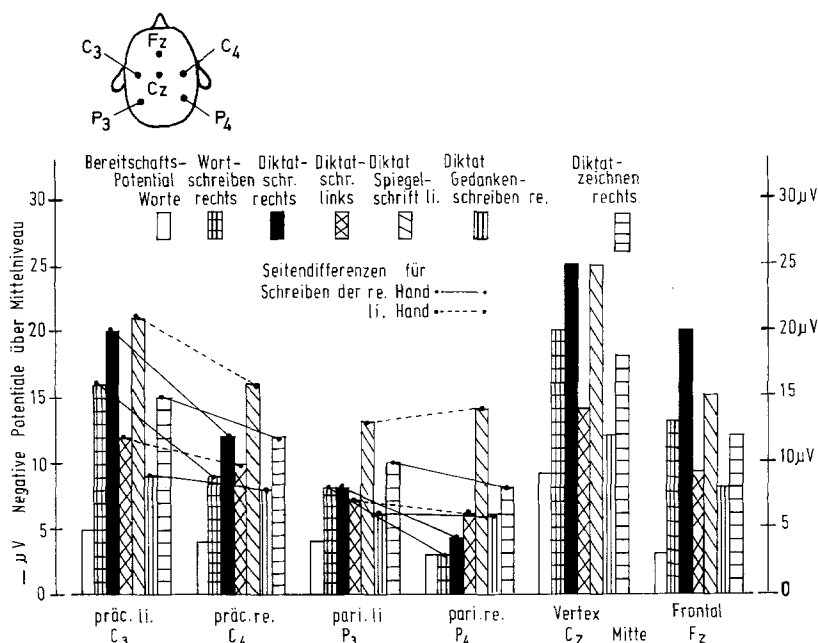 Fz
C3 C4
Cz
P3 P4
Bereitschafts- Wort- Diktat- Diktat- Diktat Diktat Diktat-
Potential schreiben schr. schr. Spiegel- Gedanken- zeichnen
Worte rechts rechts links schrift li. schreiben re. rechts
Seitendifferenzen für
Schreiben der re. Hand
li. Hand
— µV Negative Potentiale über Mittelniveau
30 30µV
25 25
20 20µV
15 15
10 10µV
5 5
0 0
präc. li. präc. re. pari. li pari. re. Vertex Frontal
C3 C4 P3 P4 Cz Mitte Fz